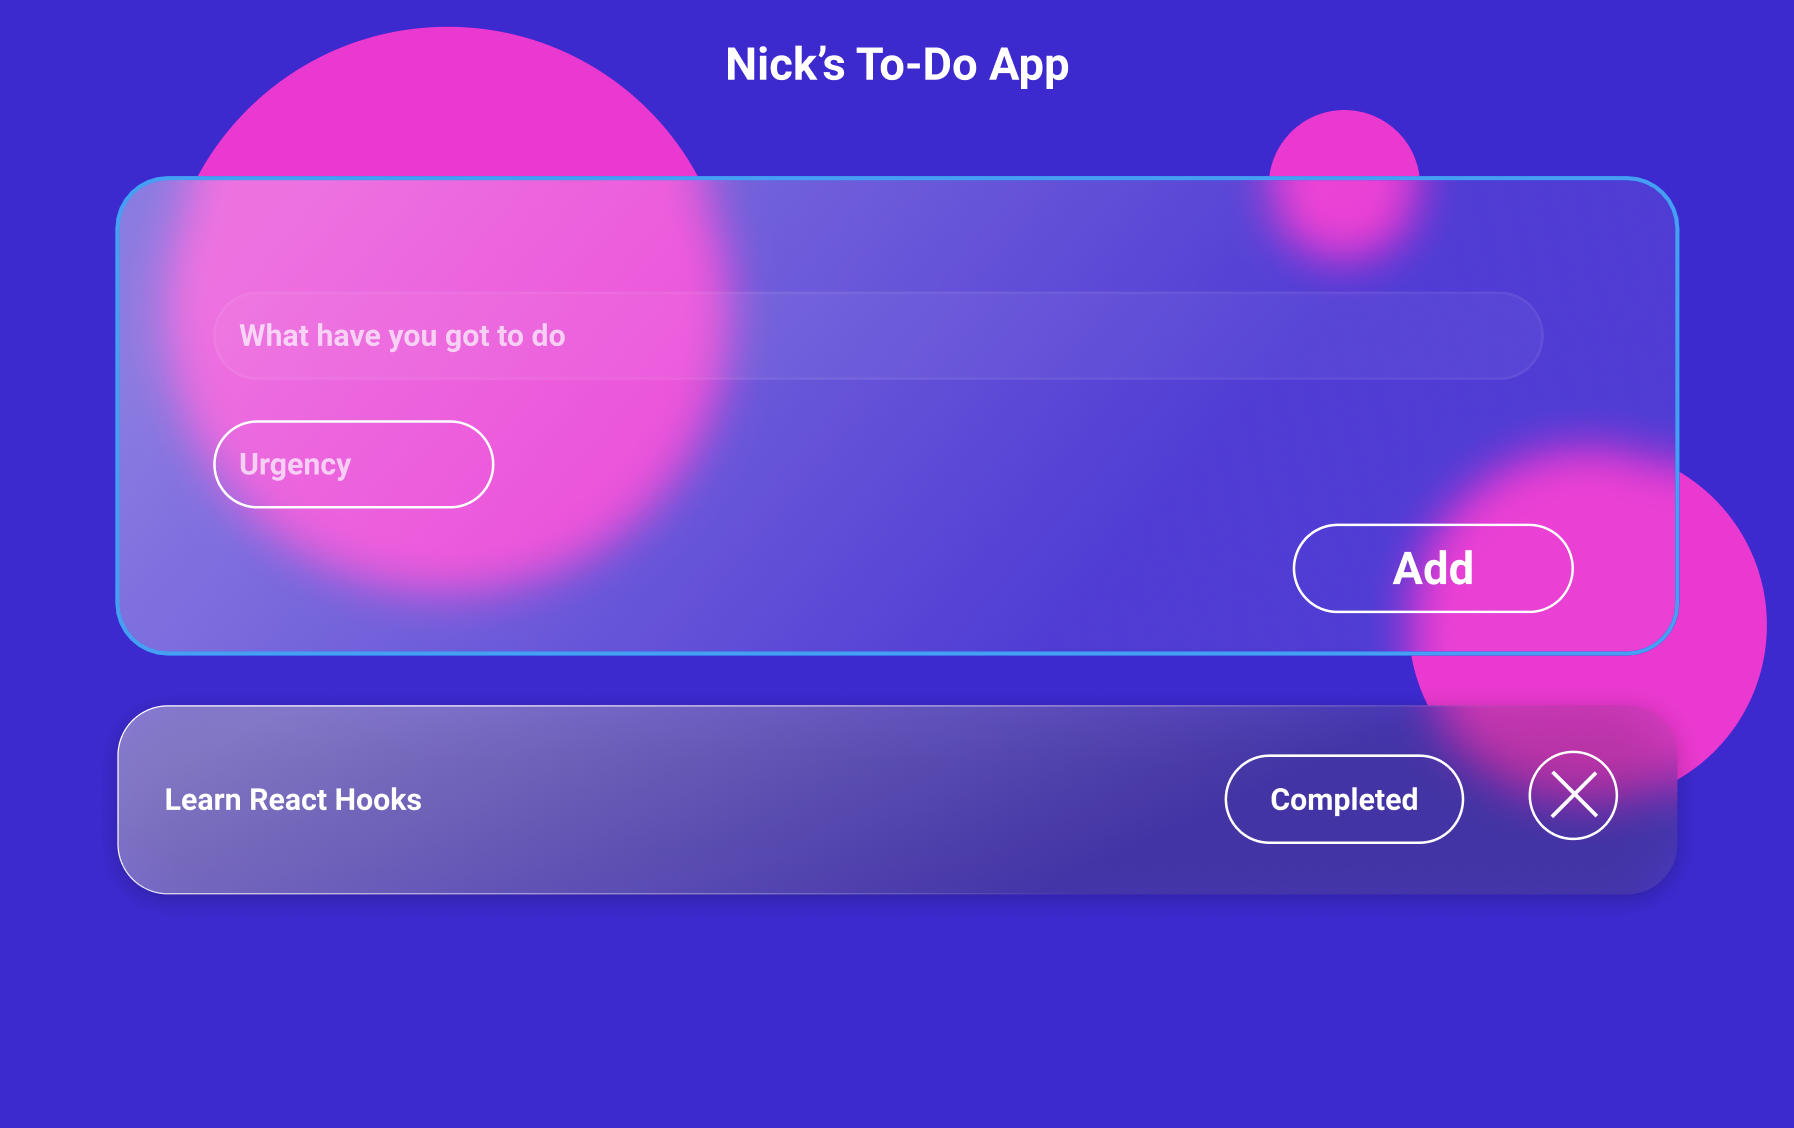 Nick’s To-Do App
What have you got to do
Urgency
Add
Learn React Hooks
Completed